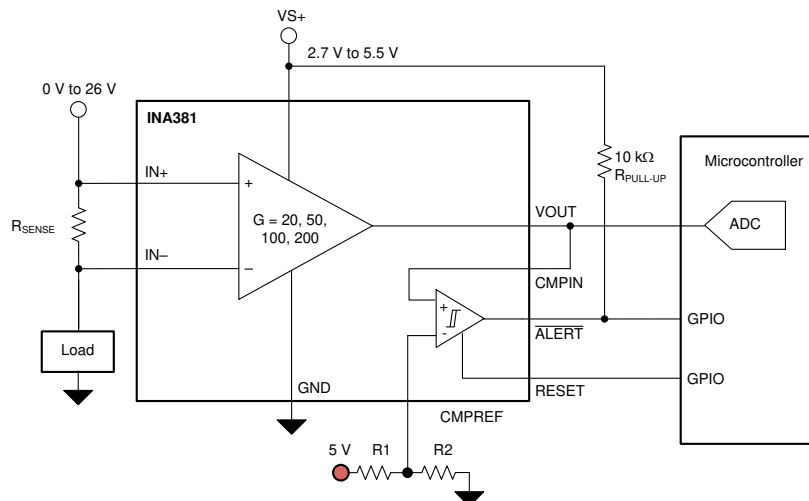 VS+
2.7 V to 5.5 V
0 V to 26 V
INA381
IN+
+
G = 20, 50,
100, 200
RSENSE
IN–
–
Load
GND
VOUT
CMPIN
+
-
ALERT
RESET
CMPREF
5 V
R1
R2
10 kΩ
RPULL-UP
Microcontroller
ADC
GPIO
GPIO